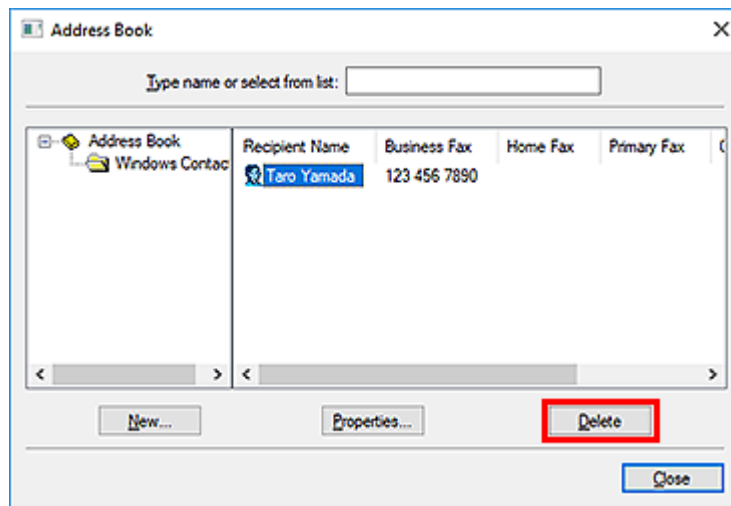 Address Book
Type name or select from list:
Address Book
Windows Contac
Recipient Name Business Fax Home Fax Primary Fax
Taro Yamada 123 456 7890
New... Properties... Delete
Close